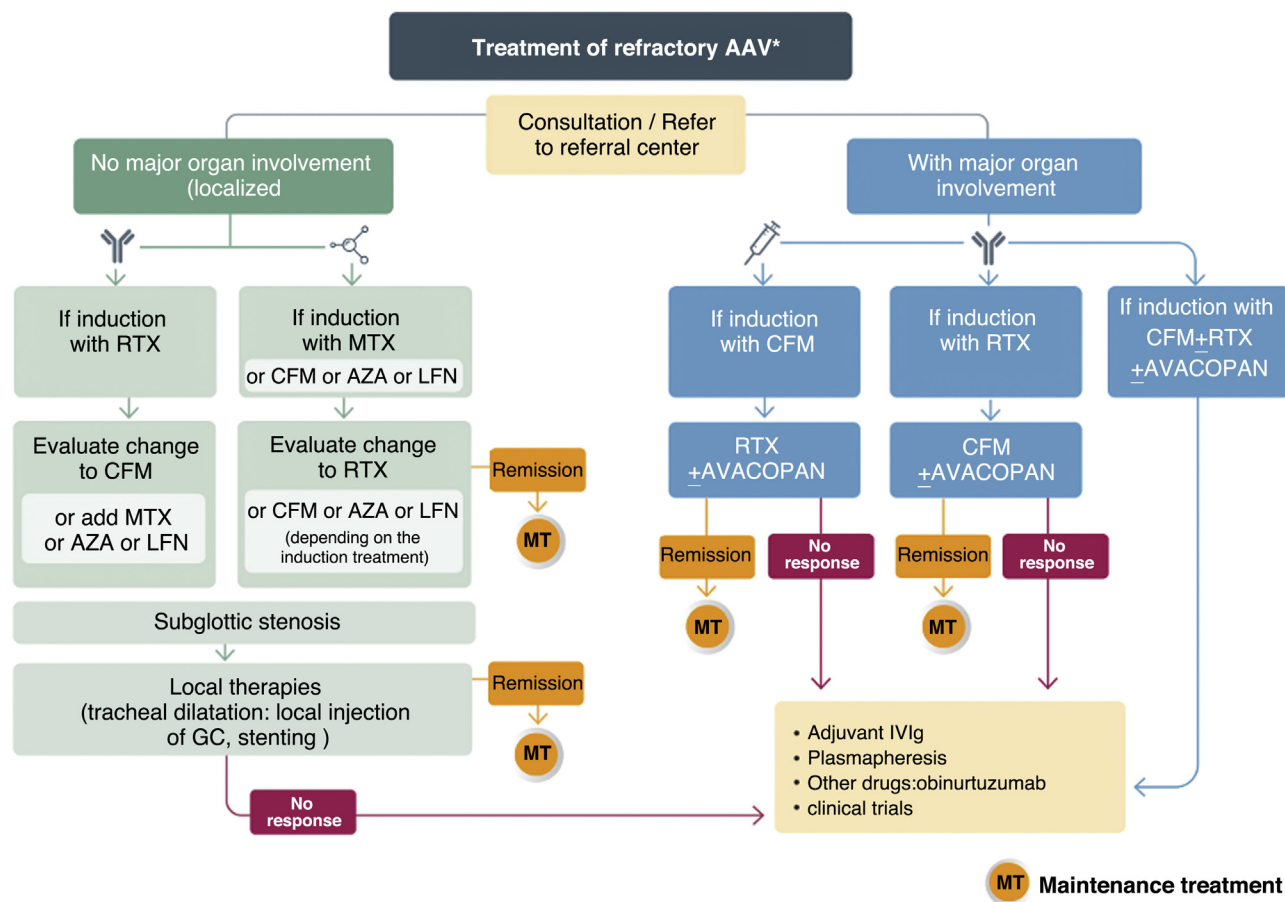 Treatment of refractory AAV*
Consultation / Refer
to referral center
No major organ involvement
(localized
With major organ
involvement
If induction
with RTX
If induction
with MTX
or CFM or AZA or LFN
If induction
with CFM
If induction
with RTX
If induction with
CFM+RTX
+AVACOPAN
Evaluate change
to CFM
or add MTX
or AZA or LFN
Evaluate change
to RTX
or CFM or AZA or LFN
(depending on the
induction treatment)
Remission
MT
RTX
+AVACOPAN
CFM
+AVACOPAN
Remission
No
response
Remission
No
response
MT
MT
Subglottic stenosis
Local therapies
(tracheal dilatation: local injection
of GC, stenting )
Remission
MT
No
response
• Adjuvant IVIg
• Plasmapheresis
• Other drugs:obinurtuzumab
• clinical trials
MT Maintenance treatment